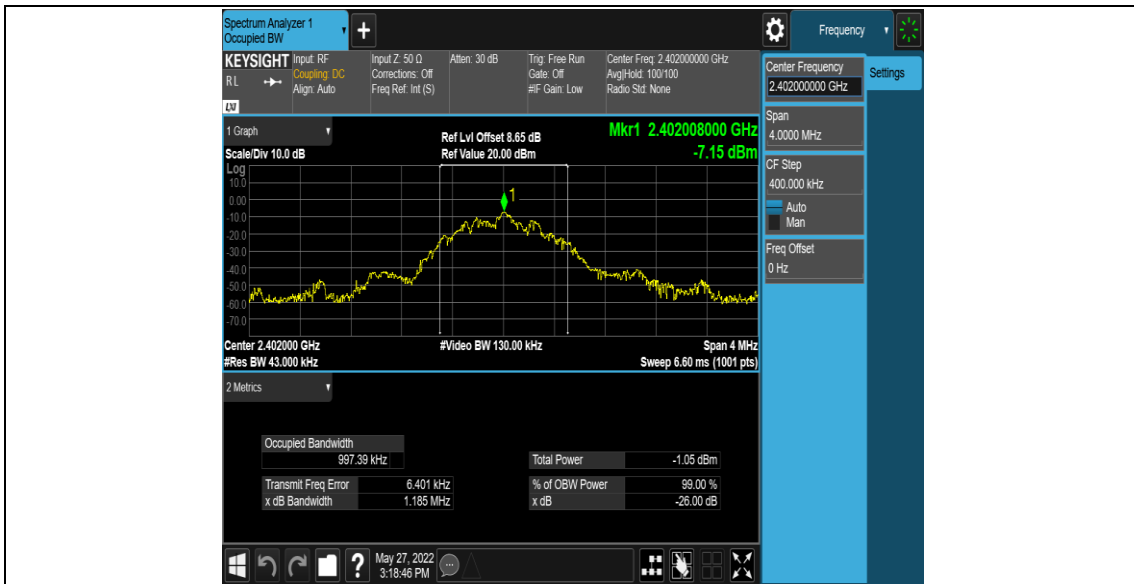 Spectrum Analyzer 1
Occupied BW
+
Frequency
KEYSIGHT Input: RF Input Z: 50 Ω Atten: 30 dB Trig: Free Run Center Freq: 2.402000000 GHz
RL Coupling: DC Corrections: Off Gate: Off Avg|Hold: 100/100
Align: Auto Freq Ref: Int (S) #IF Gain: Low Radio Std: None
LXI
Center Frequency
2.402000000 GHz
Settings
Span
4.0000 MHz
CF Step
400.000 kHz
Auto
Man
Freq Offset
0 Hz
1 Graph
Ref Lvl Offset 8.65 dB
Mkr1 2.402008000 GHz
Scale/Div 10.0 dB
Ref Value 20.00 dBm
-7.15 dBm
Log
10.0
0.00
-10.0
-20.0
-30.0
-40.0
-50.0
-60.0
-70.0
1
Center 2.402000 GHz #Video BW 130.00 kHz Span 4 MHz
#Res BW 43.000 kHz Sweep 6.60 ms (1001 pts)
2 Metrics
Occupied Bandwidth
997.39 kHz
Total Power -1.05 dBm
Transmit Freq Error 6.401 kHz % of OBW Power 99.00 %
x dB Bandwidth 1.185 MHz x dB -26.00 dB
?
May 27, 2022
3:18:46 PM